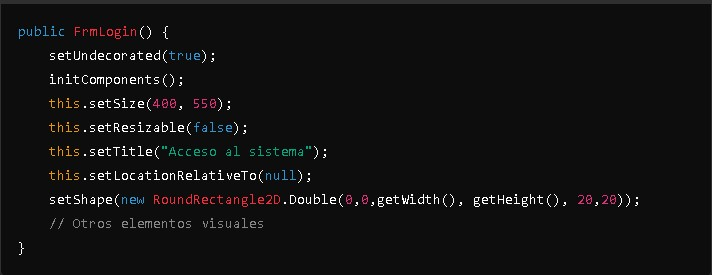 public FrmLogin() {
    setUndecorated(true);
    initComponents();
    this.setSize(400, 550);
    this.setResizable(false);
    this.setTitle("Acceso al sistema");
    this.setLocationRelativeTo(null);
    setShape(new RoundRectangle2D.Double(0,0,getWidth(), getHeight(), 20,20));
    // Otros elementos visuales
}